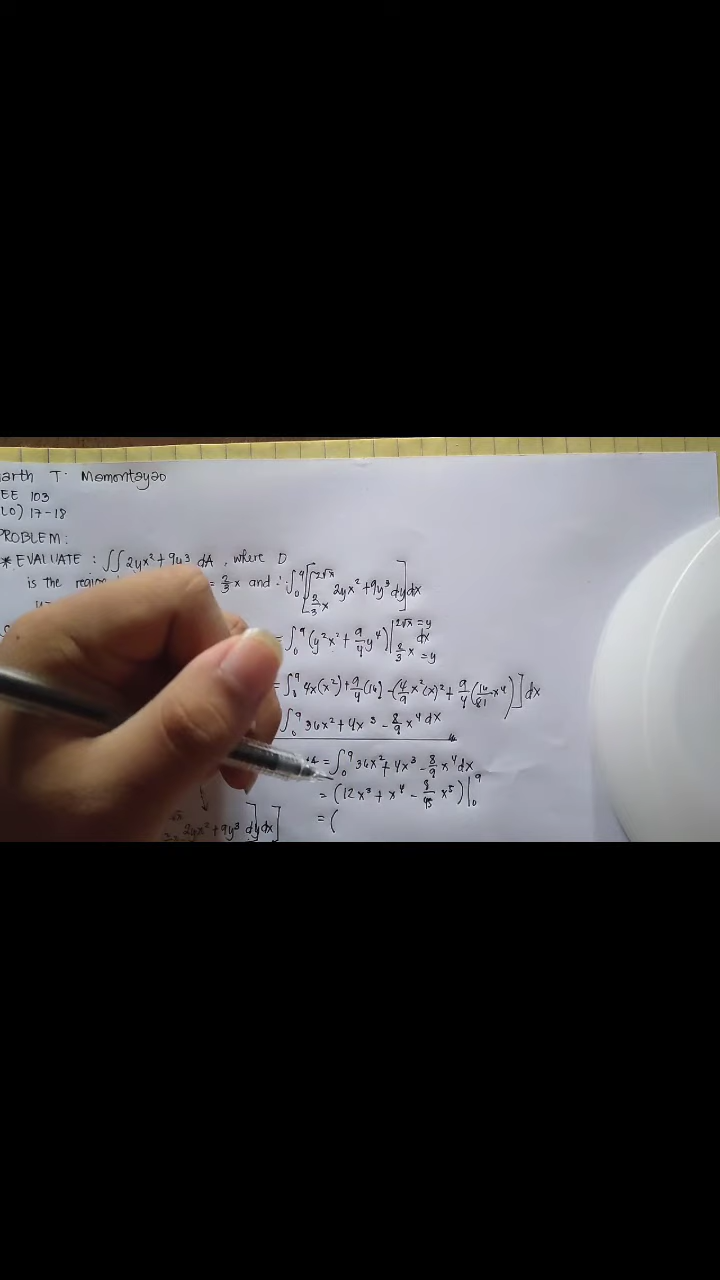 arth T. Mamontayao
EE 103
LO) 17-18
PROBLEM:
* EVALUATE : ∬ 2yx² + 9y³ dA , where D
is the region = 2/3 x and
∫₀⁹ [∫_{2/3 x}^{2√x} 2yx² + 9y³ dy] dx
= ∫₀⁹ (y²x² + 9/4 y⁴) |_{2/3 x = y}^{2√x = y} dx
= ∫₀⁹ 4x(x²) + 9/4 (16) - (4/9 x²(x)² + 9/4 (16/81 x⁴))] dx
∫₀⁹ 36x² + 4x³ - 8/9 x⁴ dx
= ∫₀⁹ 36x² + 4x³ - 8/9 x⁴ dx
= (12x³ + x⁴ - 8/45 x⁵) |₀⁹
= (
2yx² + 9y³ dy dx]